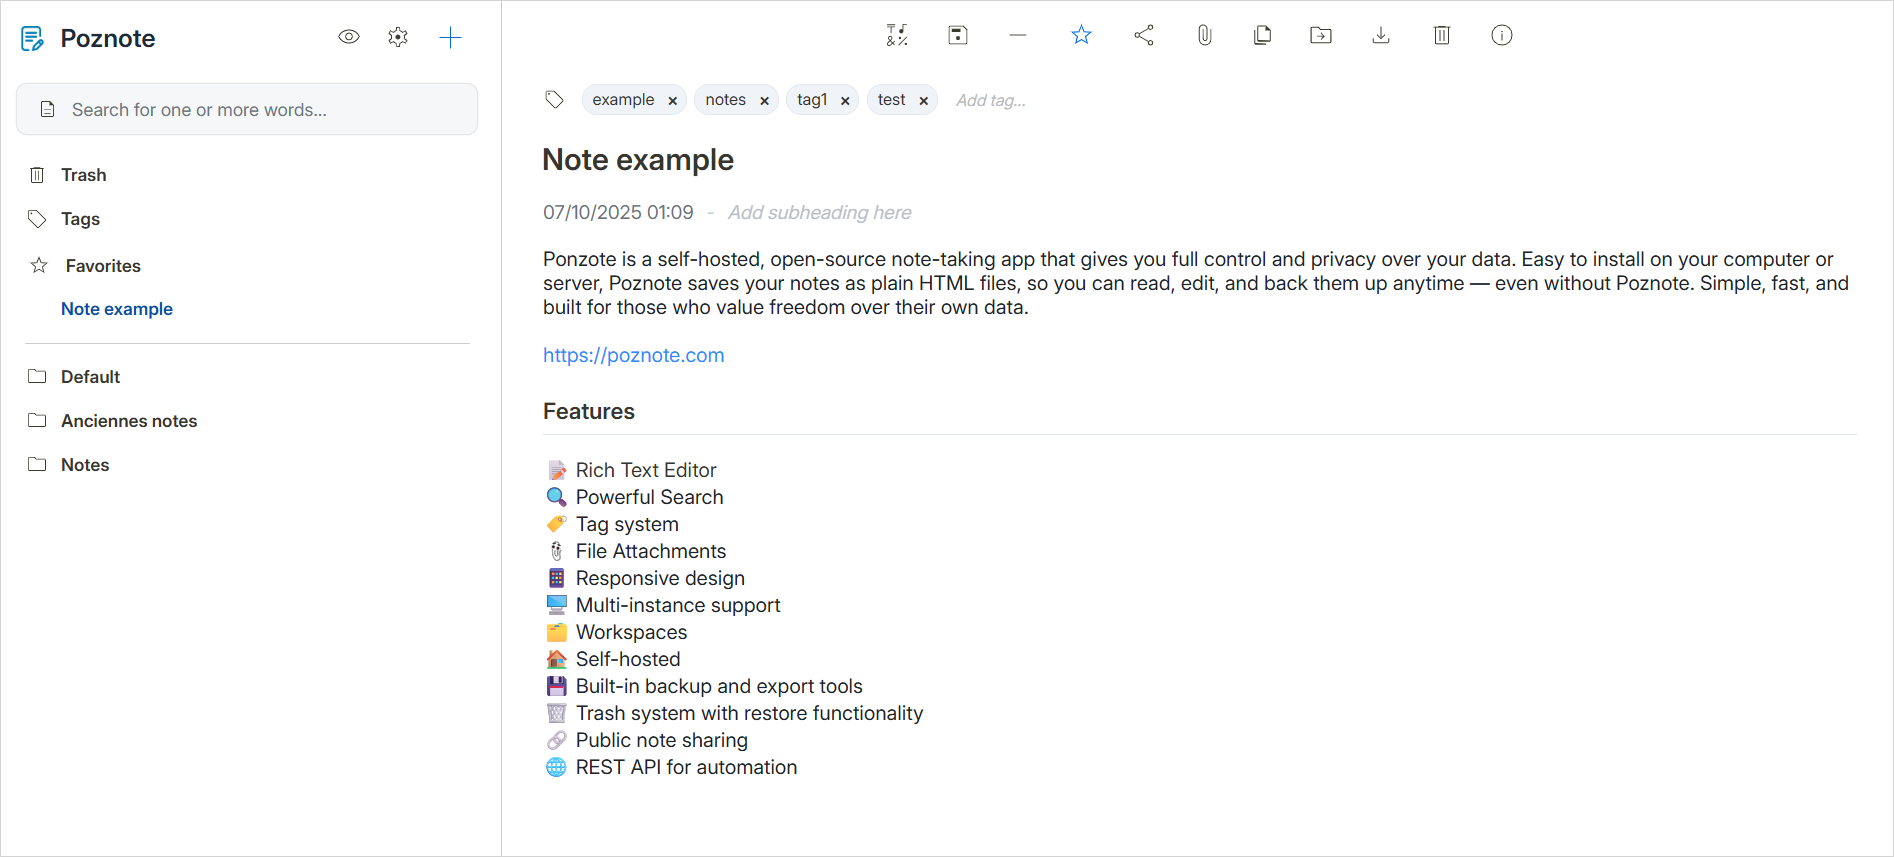 Poznote
Search for one or more words...
Trash
Tags
Favorites
Note example
Default
Anciennes notes
Notes
example × notes × tag1 × test × Add tag...
Note example
07/10/2025 01:09 - Add subheading here
Ponzote is a self-hosted, open-source note-taking app that gives you full control and privacy over your data. Easy to install on your computer or
server, Poznote saves your notes as plain HTML files, so you can read, edit, and back them up anytime — even without Poznote. Simple, fast, and
built for those who value freedom over their own data.
https://poznote.com
Features
Rich Text Editor
Powerful Search
Tag system
File Attachments
Responsive design
Multi-instance support
Workspaces
Self-hosted
Built-in backup and export tools
Trash system with restore functionality
Public note sharing
REST API for automation